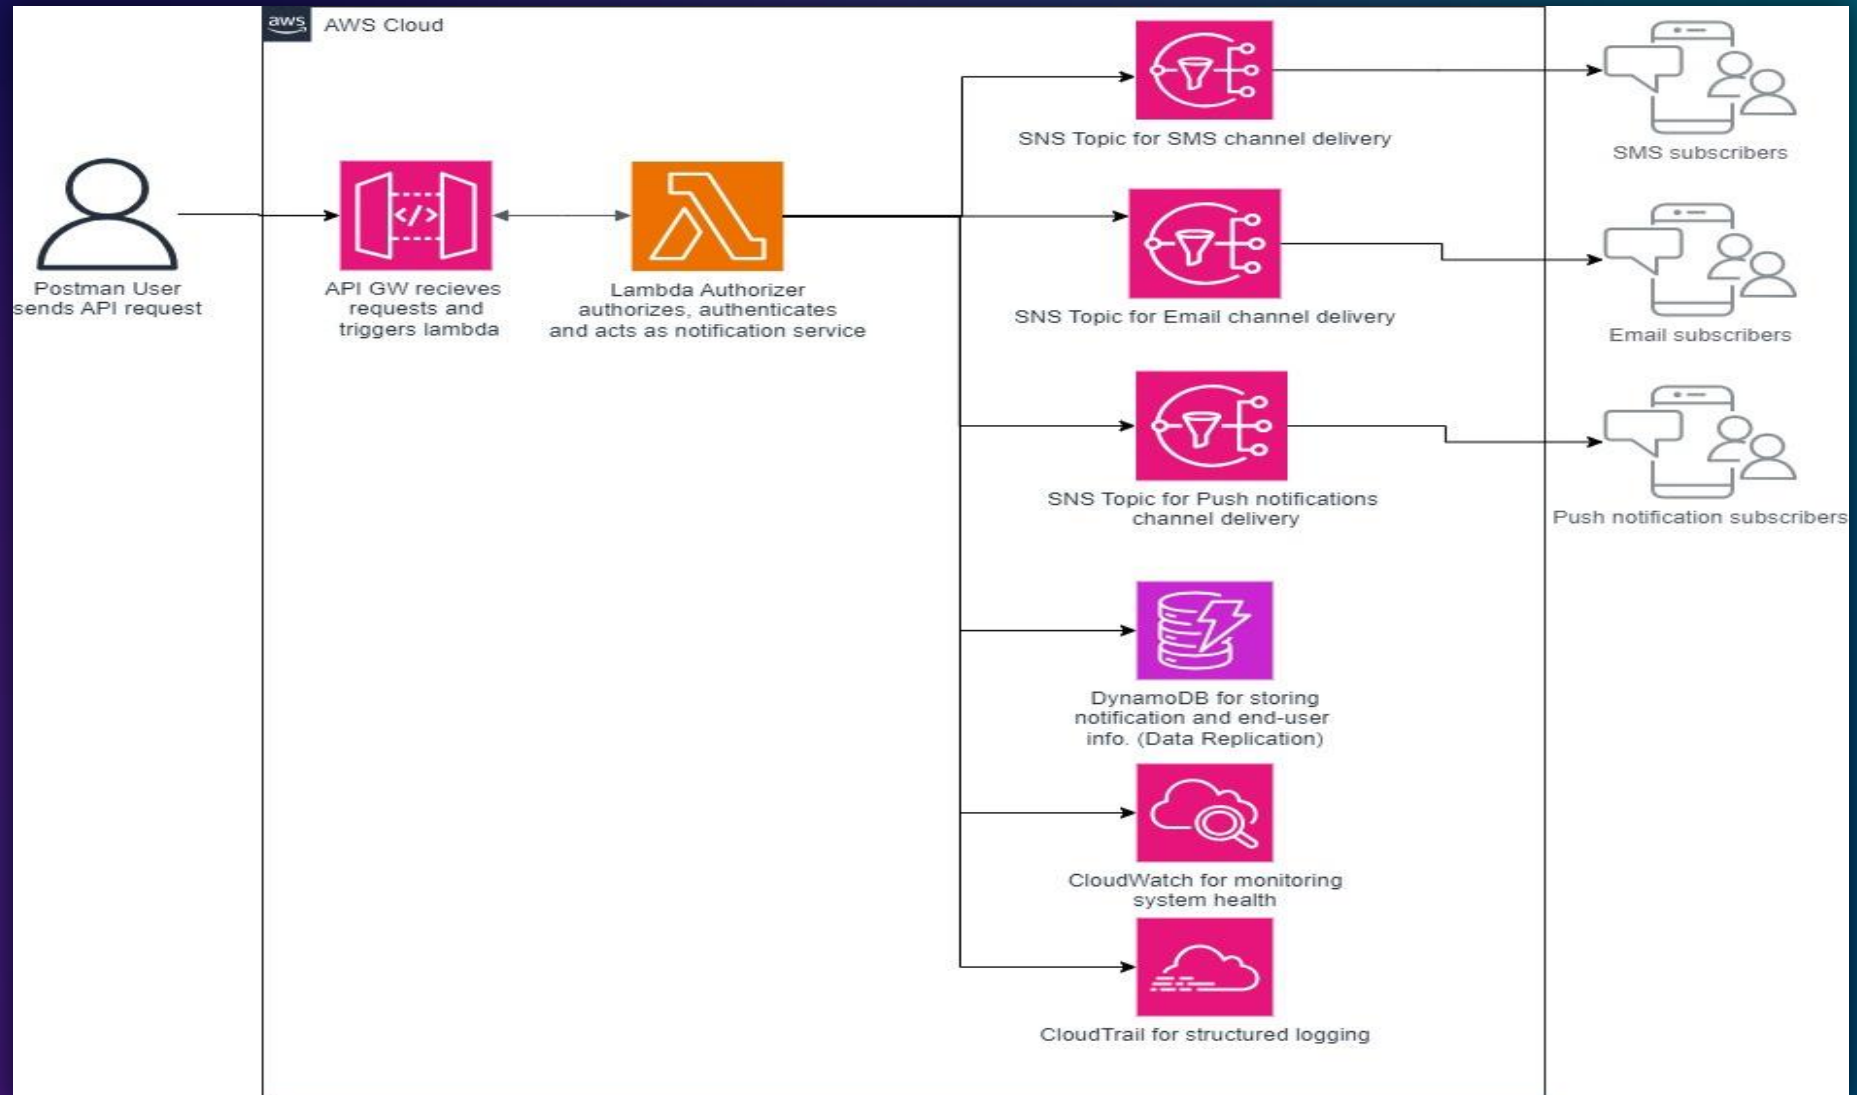 aws
AWS Cloud
SNS Topic for SMS channel delivery
SMS subscribers
Postman User
sends API request
API GW recieves
requests and
triggers lambda
Lambda Authorizer
authorizes, authenticates
and acts as notification service
SNS Topic for Email channel delivery
Email subscribers
SNS Topic for Push notifications
channel delivery
Push notification subscribers
DynamoDB for storing
notification and end-user
info. (Data Replication)
CloudWatch for monitoring
system health
CloudTrail for structured logging